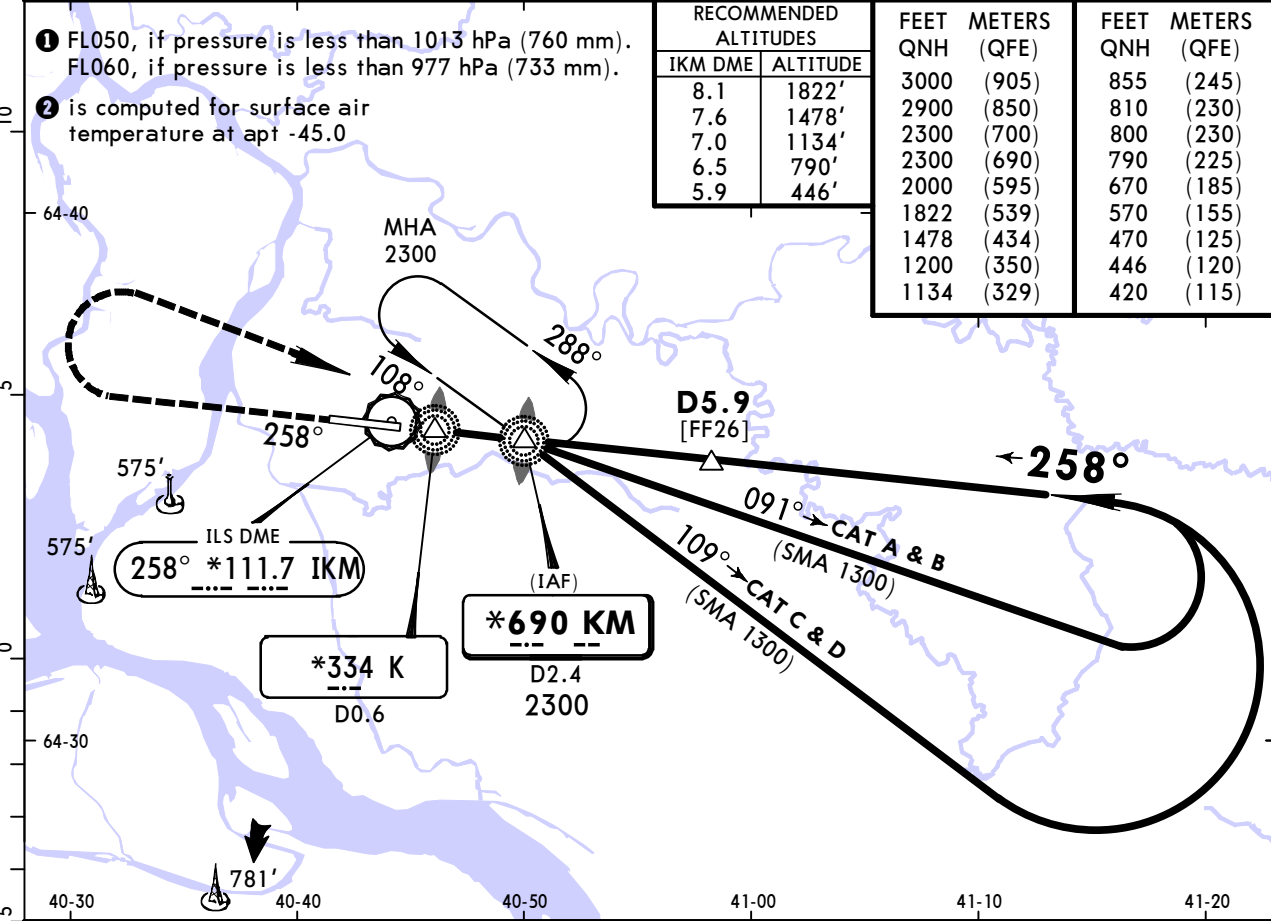 ❶ FL050, if pressure is less than 1013 hPa (760 mm).
FL060, if pressure is less than 977 hPa (733 mm).
❷ is computed for surface air
temperature at apt -45.0
RECOMMENDED
ALTITUDES
IKM DME ALTITUDE
8.1 1822'
7.6 1478'
7.0 1134'
6.5 790'
5.9 446'
FEET METERS
QNH (QFE)
3000 (905)
2900 (850)
2300 (700)
2300 (690)
2000 (595)
1822 (539)
1478 (434)
1200 (350)
1134 (329)
FEET METERS
QNH (QFE)
855 (245)
810 (230)
800 (230)
790 (225)
670 (185)
570 (155)
470 (125)
446 (120)
420 (115)
10
64-40
MHA
2300
288°
108°
5
258°
D5.9
[FF26]
258°
575'
091° CAT A & B
(SMA 1300)
109° CAT C & D
(SMA 1300)
ILS DME
258° *111.7 IKM
575'
(IAF)
*690 KM
D2.4
2300
*334 K
D0.6
0
64-30
781'
5
40-30
40-40
40-50
41-00
41-10
41-20